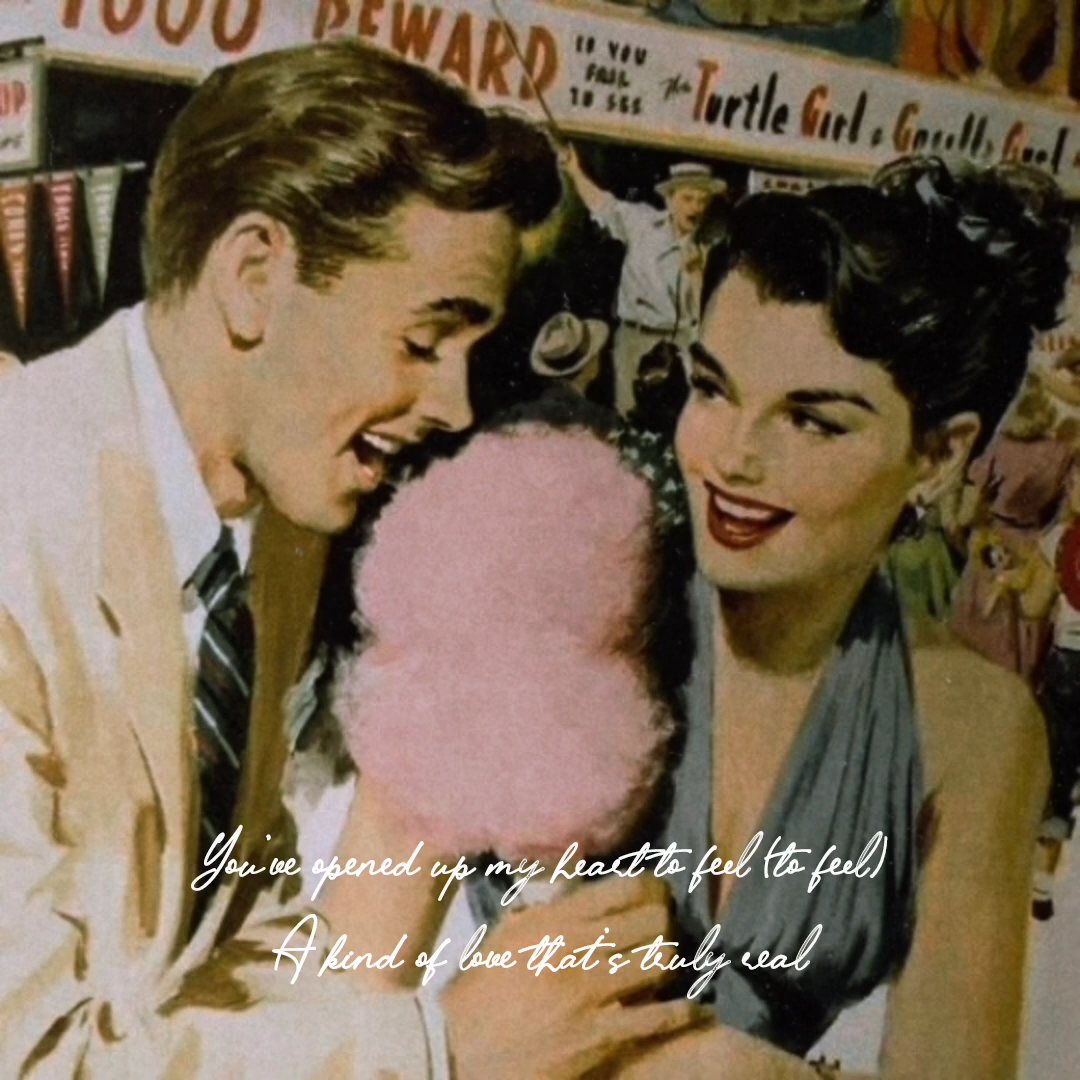 1000 REWARD
IF YOU
FAIL
TO SEE
The Turtle Girl
You've opened up my heart to feel (to feel)
A kind of love that's truly real